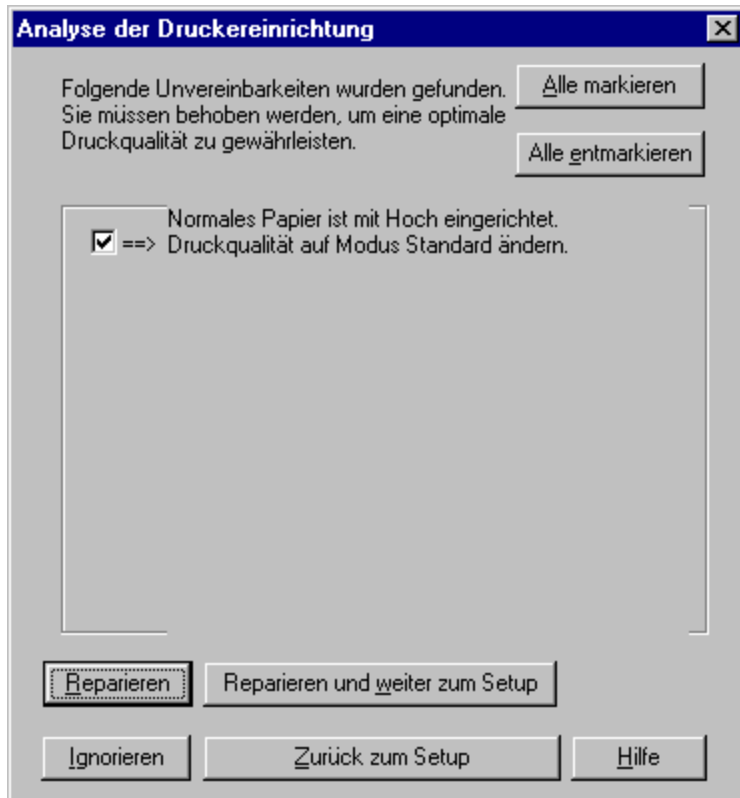 Analyse der Druckereinrichtung
Folgende Unvereinbarkeiten wurden gefunden.
Sie müssen behoben werden, um eine optimale
Druckqualität zu gewährleisten.
Alle markieren
Alle entmarkieren
Normales Papier ist mit Hoch eingerichtet.
==> Druckqualität auf Modus Standard ändern.
Reparieren
Reparieren und weiter zum Setup
Ignorieren
Zurück zum Setup
Hilfe